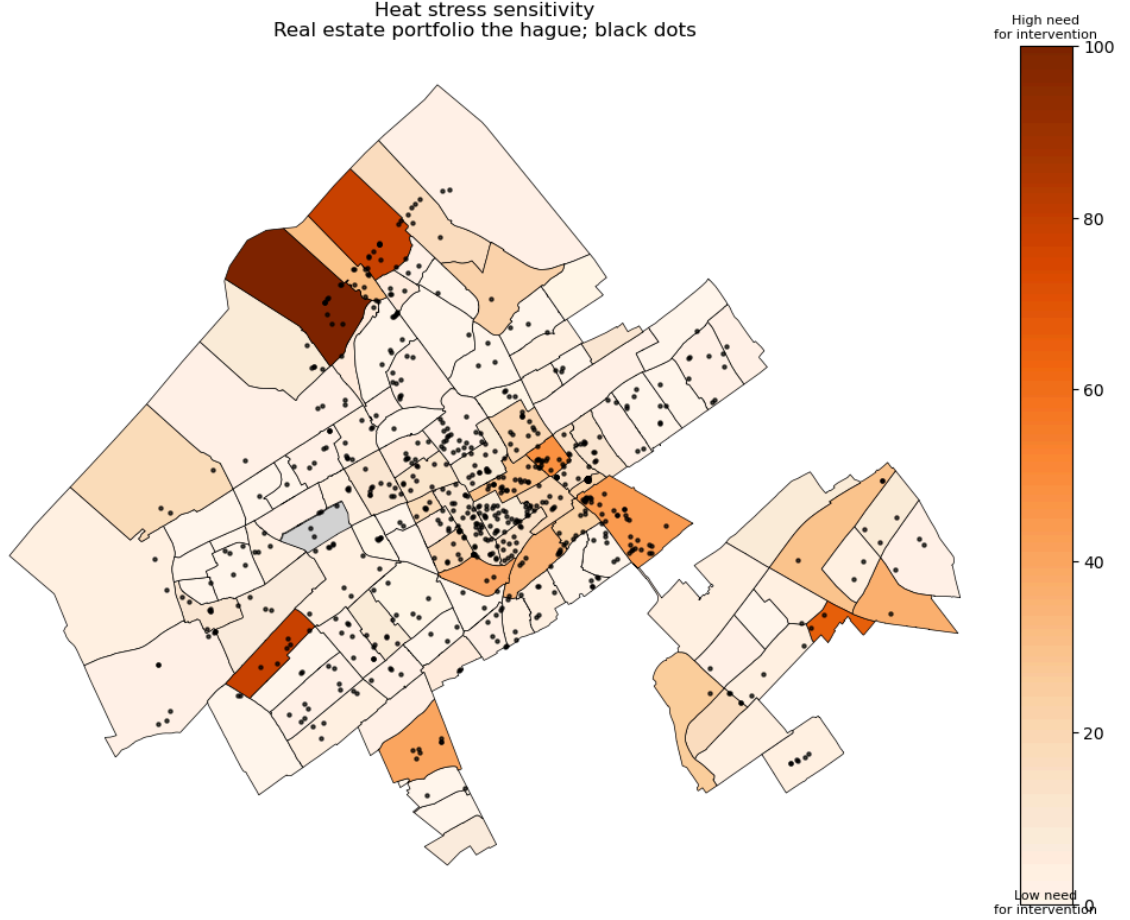 Heat stress sensitivity
Real estate portfolio the hague; black dots
High need
for intervention
100
80
60
40
20
0
Low need
for intervention